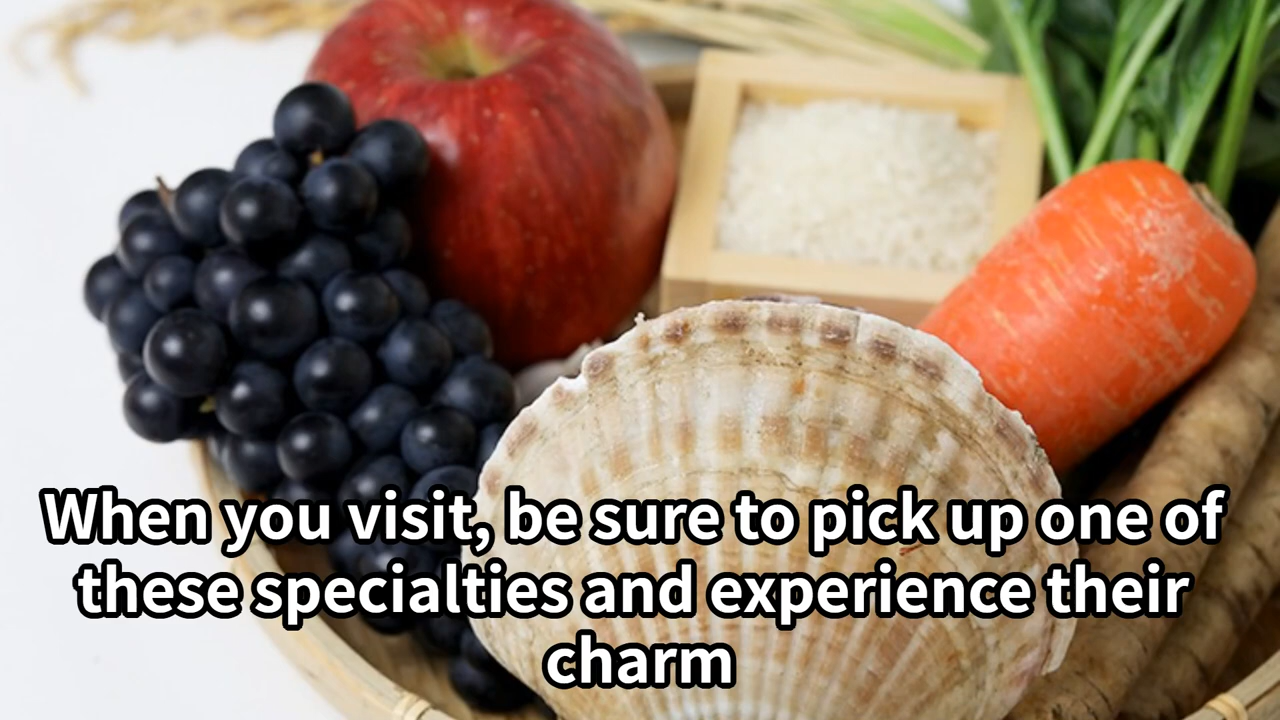 When you visit, be sure to pick up one of
these specialties and experience their
charm